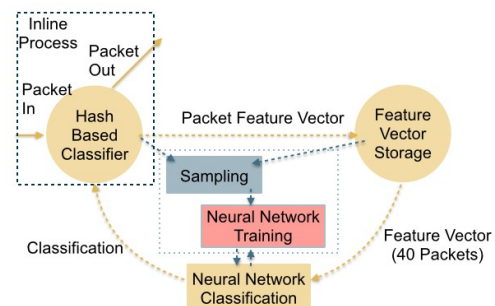 Inline
Process
Packet
Out
Packet
In
Hash
Based
Classifier
Packet Feature Vector
Feature
Vector
Storage
Sampling
Neural Network
Training
Classification
Feature Vector
(40 Packets)
Neural Network
Classification